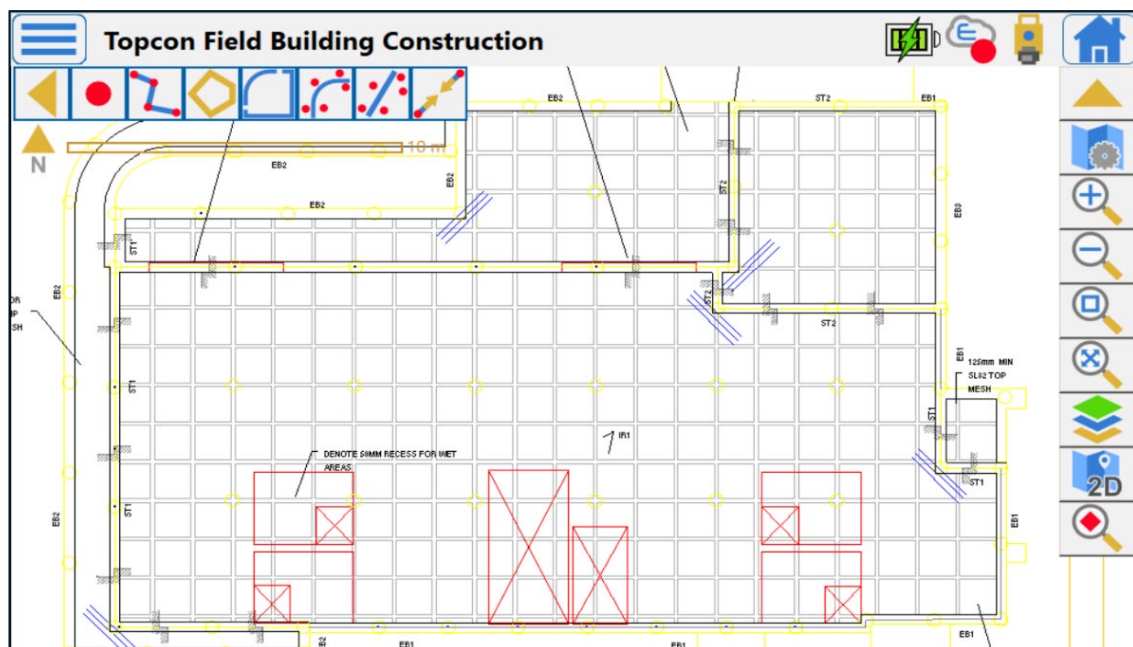 Topcon Field Building Construction
N
10 m
EB2
EB2
EB2
EB2
ST2
EB1
ST1
ST2
EB3
EB2
ST2
ST2
OR
IP
SH
EB1
125mm MIN
SL82 TOP
MESH
ST1
ST1
IR1
DENOTE 50MM RECESS FOR WET
AREAS
2D
ST1
ST1
EB2
EB1
EB2
EB1
EB1
EB1